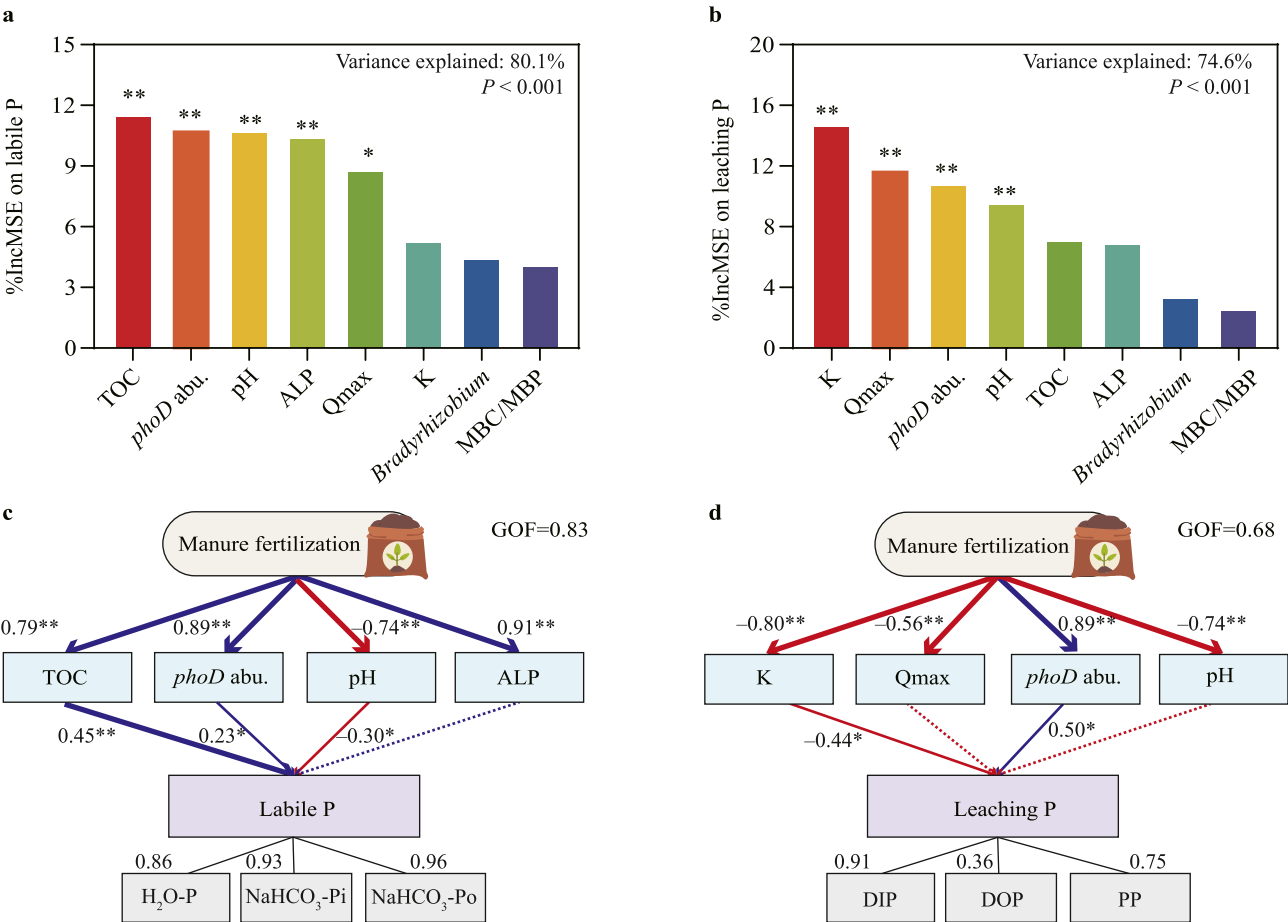 a
15
12
9
6
3
0
%IncMSE on labile P
Variance explained: 80.1%
P < 0.001
**
**
**
**
*
TOC
phoD abu.
pH
ALP
Qmax
K
Bradyrhizobium
MBC/MBP
b
20
16
12
8
4
0
%IncMSE on leaching P
Variance explained: 74.6%
P < 0.001
**
**
**
**
K
Qmax
phoD abu.
pH
TOC
ALP
Bradyrhizobium
MBC/MBP
c
Manure fertilization
GOF=0.83
0.79**
0.89**
–0.74**
0.91**
TOC
phoD abu.
pH
ALP
0.45**
0.23*
–0.30*
Labile P
0.86
0.93
0.96
H₂O-P
NaHCO₃-Pi
NaHCO₃-Po
d
Manure fertilization
GOF=0.68
–0.80**
–0.56**
0.89**
–0.74**
K
Qmax
phoD abu.
pH
–0.44*
0.50*
Leaching P
0.91
0.36
0.75
DIP
DOP
PP